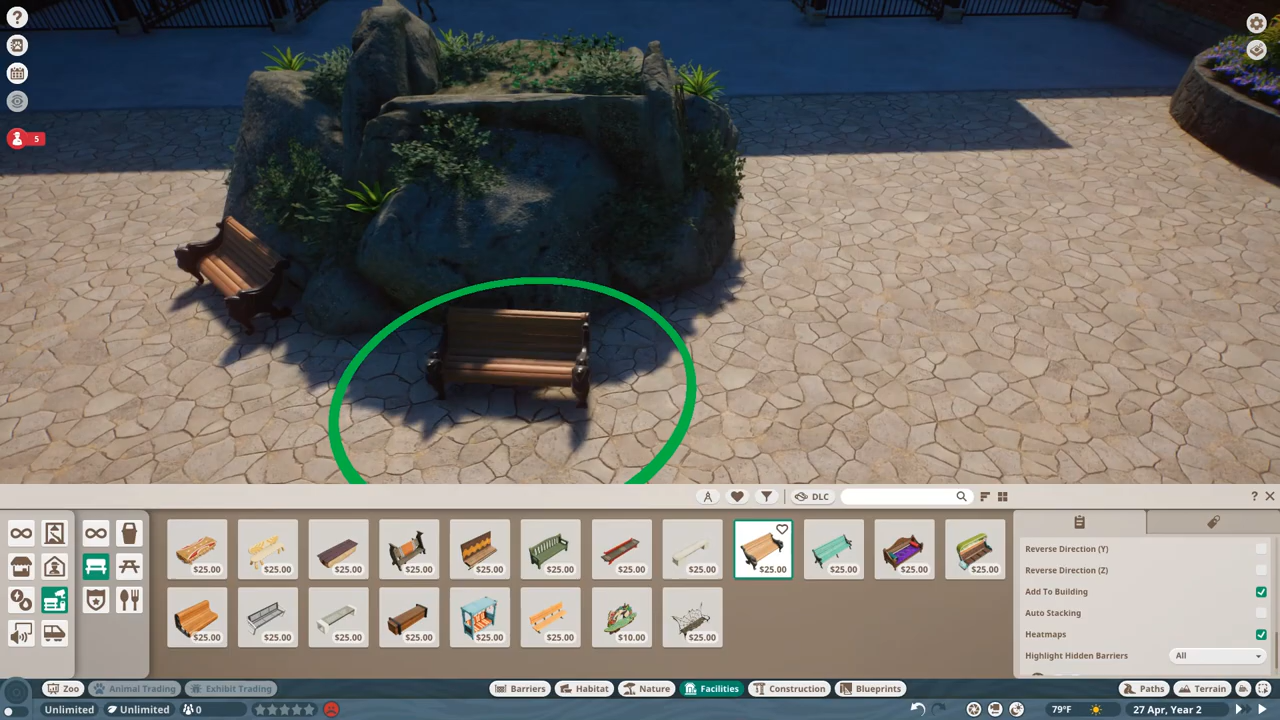 ?
5
DLC
?
$25.00 $25.00 $25.00 $25.00 $25.00 $25.00 $25.00 $25.00 $25.00 $25.00 $25.00 $25.00
$25.00 $25.00 $25.00 $25.00 $25.00 $25.00 $10.00 $25.00
Reverse Direction (Y)
Reverse Direction (Z)
Add To Building
Auto Stacking
Heatmaps
Highlight Hidden Barriers All
Zoo Animal Trading Exhibit Trading Barriers Habitat Nature Facilities Construction Blueprints Paths Terrain
Unlimited Unlimited 0 79°F 27 Apr, Year 2